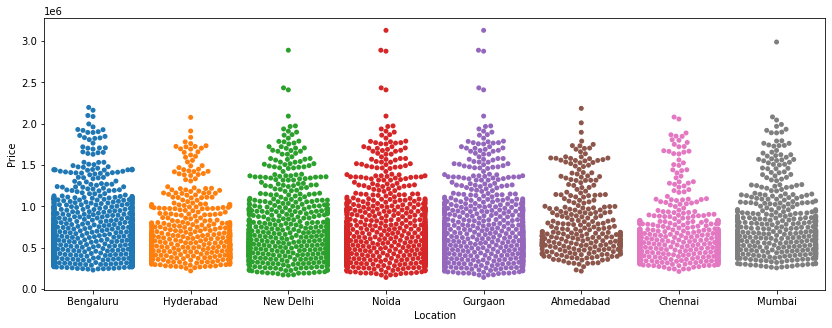 1e6
3.0
2.5
2.0
1.5
1.0
0.5
0.0
Price
Bengaluru Hyderabad New Delhi Noida Gurgaon Ahmedabad Chennai Mumbai
Location